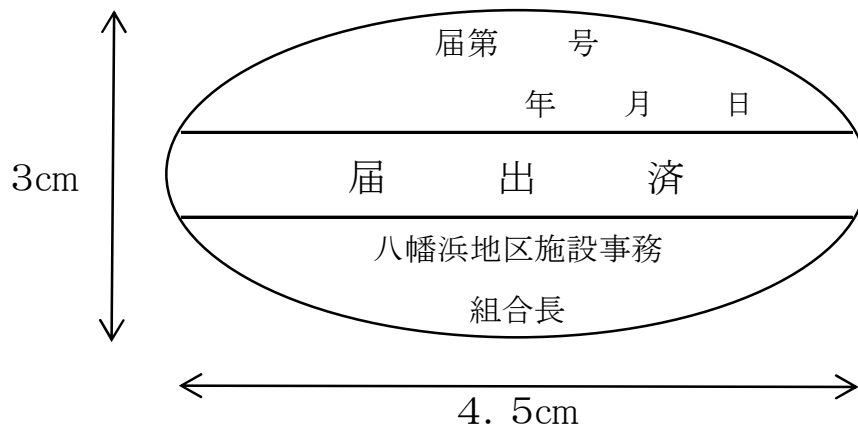 届第　　号
年　　月　　日
3cm
届　　出　　済
八幡浜地区施設事務
組合長
4．5cm